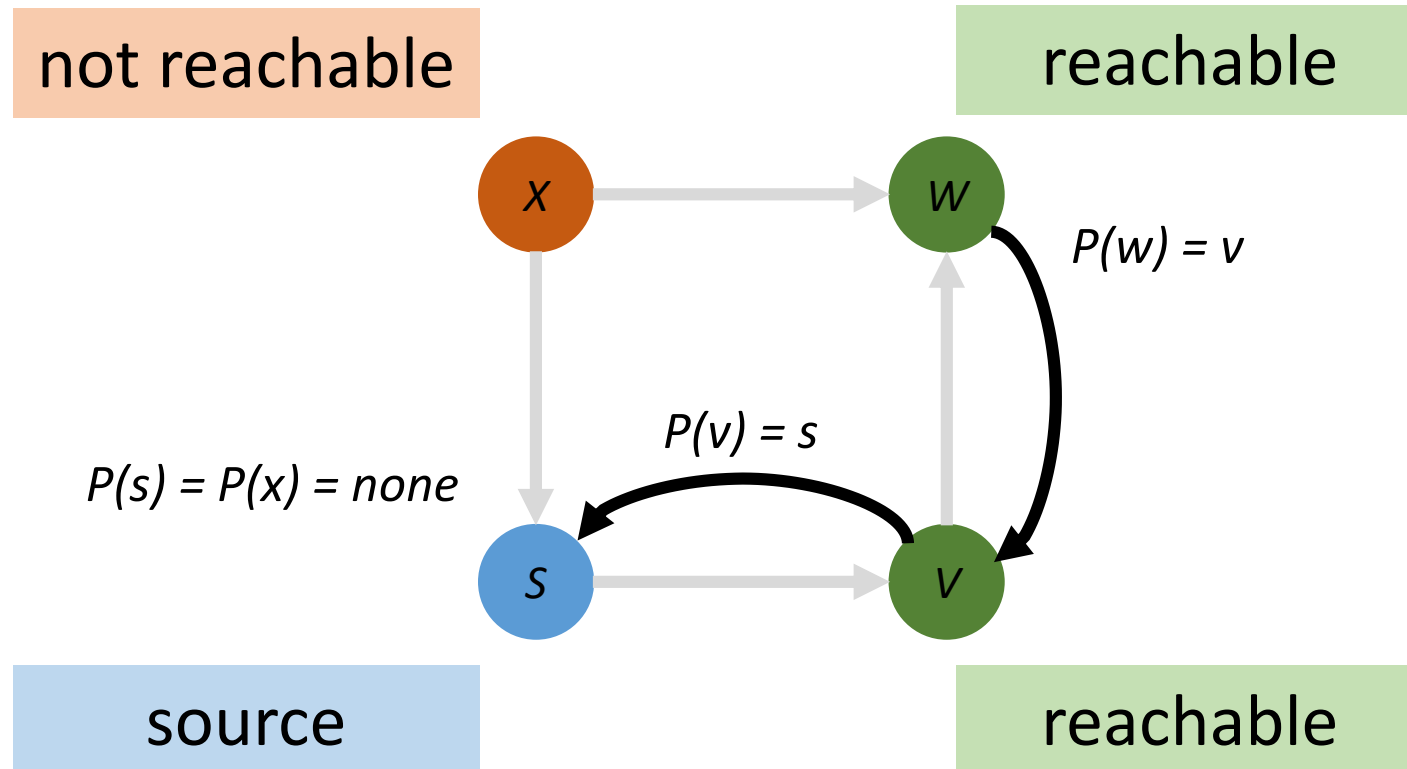 not reachable
reachable
X
W
P(w) = v
P(v) = s
P(s) = P(x) = none
S
V
source
reachable